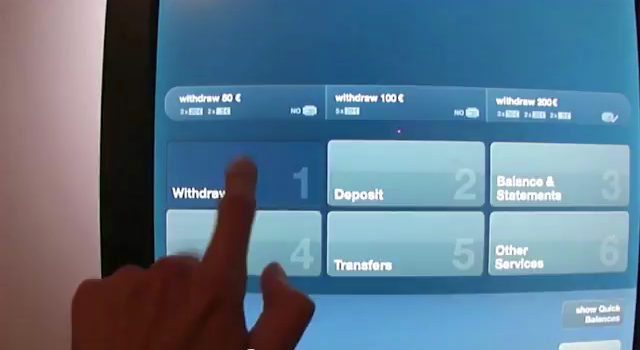 withdraw 50 €
withdraw 100 €
withdraw 200 €
NO
NO
Withdraw
1
Deposit
2
Balance &
Statements
3
4
Transfers
5
Other
Services
6
show Quick
Balances